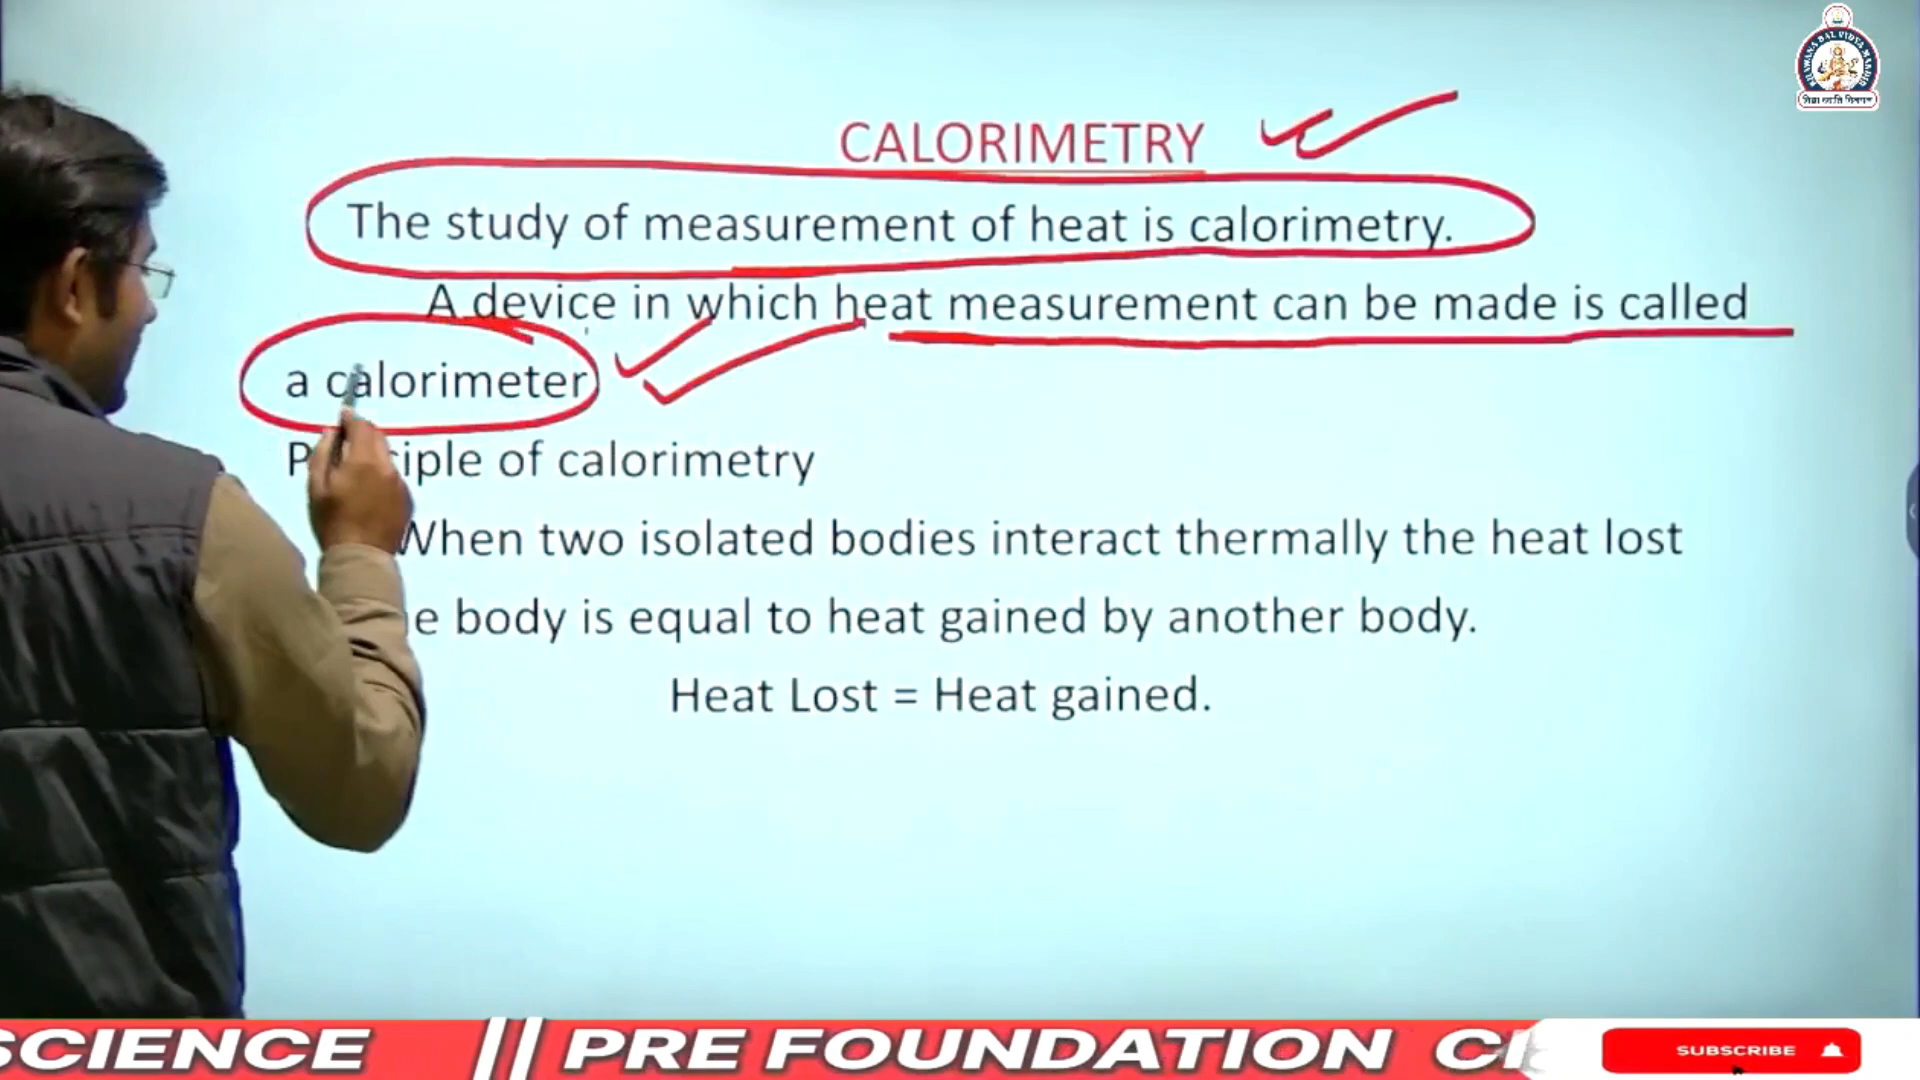 CALORIMETRY
The study of measurement of heat is calorimetry.
A device in which heat measurement can be made is called
a calorimeter
of calorimetry
When two isolated bodies interact thermally the heat lost
body is equal to heat gained by another body.
Heat Lost = Heat gained.
SCIENCE || PRE FOUNDATION
SUBSCRIBE